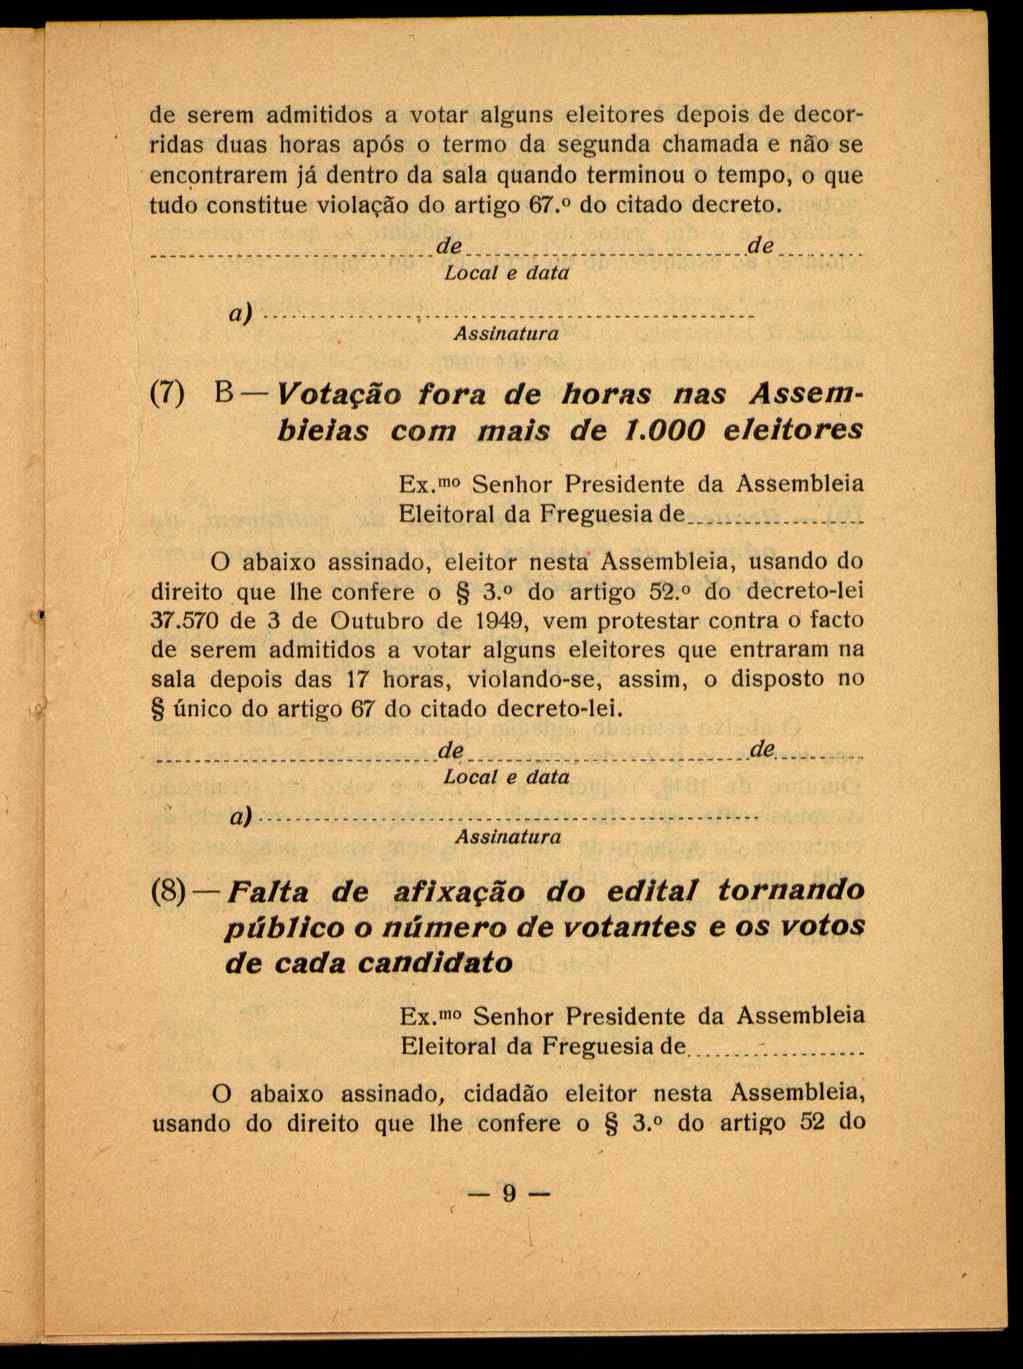 de serem admitidos a votar alguns eleitores depois de decor-
ridas duas horas após o termo da segunda chamada e não se
encontrarem já dentro da sala quando terminou o tempo, o que
tudo constitue violação do artigo 67.º do citado decreto.
............................de............................de.........
Local e data
a) ..................................................
Assinatura
(7) B — Votação fora de horas nas Assem-
bleias com mais de 1.000 eleitores
Ex.mo Senhor Presidente da Assembleia
Eleitoral da Freguesia de..................
O abaixo assinado, eleitor nesta Assembleia, usando do
direito que lhe confere o § 3.º do artigo 52.º do decreto-lei
37.570 de 3 de Outubro de 1949, vem protestar contra o facto
de serem admitidos a votar alguns eleitores que entraram na
sala depois das 17 horas, violando-se, assim, o disposto no
§ único do artigo 67 do citado decreto-lei.
............................de............................de.........
Local e data
a) ..................................................
Assinatura
(8) — Falta de afixação do edital tornando
público o número de votantes e os votos
de cada candidato
Ex.mo Senhor Presidente da Assembleia
Eleitoral da Freguesia de..................
O abaixo assinado, cidadão eleitor nesta Assembleia,
usando do direito que lhe confere o § 3.º do artigo 52 do
— 9 —